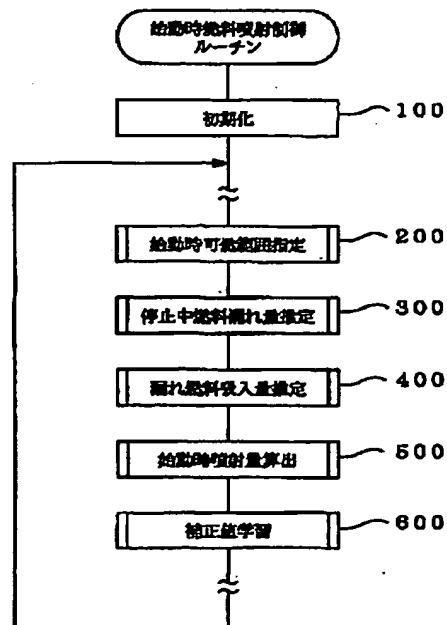 始動時燃料噴射制御
ルーチン
初期化
100
始動時可能範囲指定
200
停止中燃料漏れ量推定
300
漏れ燃料吸入量推定
400
始動時噴射量算出
500
補正値学習
600